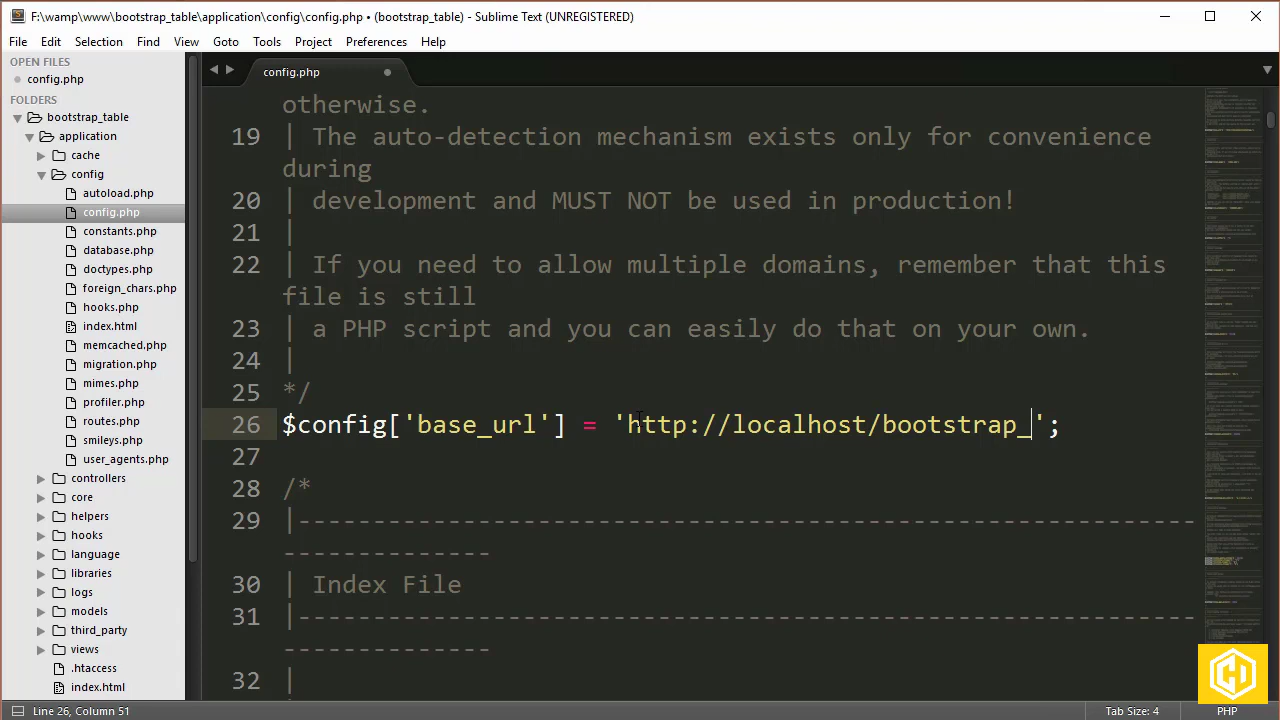 F:\wamp\www\bootstrap_table\application\config\config.php • (bootstrap_table) - Sublime Text (UNREGISTERED)
File Edit Selection Find View Goto Tools Project Preferences Help
OPEN FILES
config.php
FOLDERS
bootstrap_table
application
cache
config
autoload.php
config.php
constants.php
database.php
doctypes.php
foreign_chars.php
hooks.php
index.html
memcached.php
migration.php
mimes.php
profiler.php
routes.php
smileys.php
user_agents.php
controllers
core
helpers
hooks
language
libraries
logs
models
third_party
views
.htaccess
index.html
config.php
otherwise.
19 | The auto-detection mechanism exists only for convenience
during
20 | development and MUST NOT be used in production!
21 |
22 | If you need to allow multiple domains, remember that this
file is still
23 | a PHP script and you can easily do that on your own.
24 |
25 */
26 $config['base_url'] = 'http://localhost/bootstrap_';
27
28 /*
29 |------------------------------------------------------------
--------------
30 | Index File
31 |------------------------------------------------------------
--------------
32 |
Line 26, Column 51
Tab Size: 4
PHP